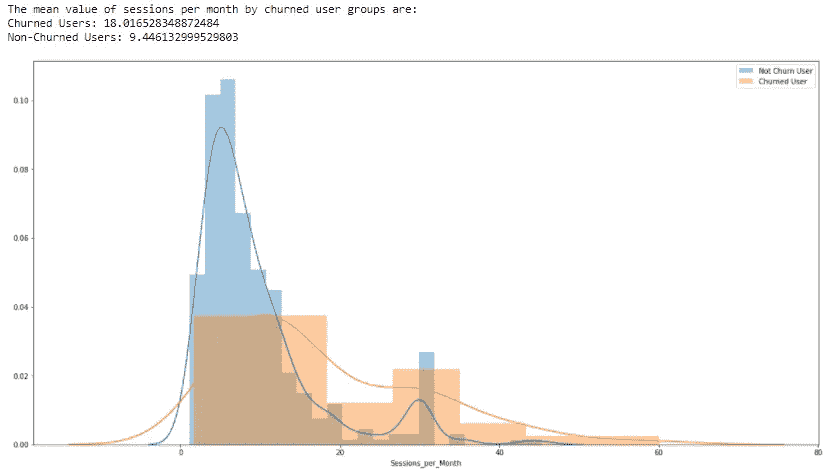 The mean value of sessions per month by churned user groups are:
Churned Users: 18.016528348872484
Non-Churned Users: 9.446132999529803
Not Churn User
Churned User
0.10
0.08
0.06
0.04
0.02
0.00
0 20 40 60 80
Sessions_per_Month